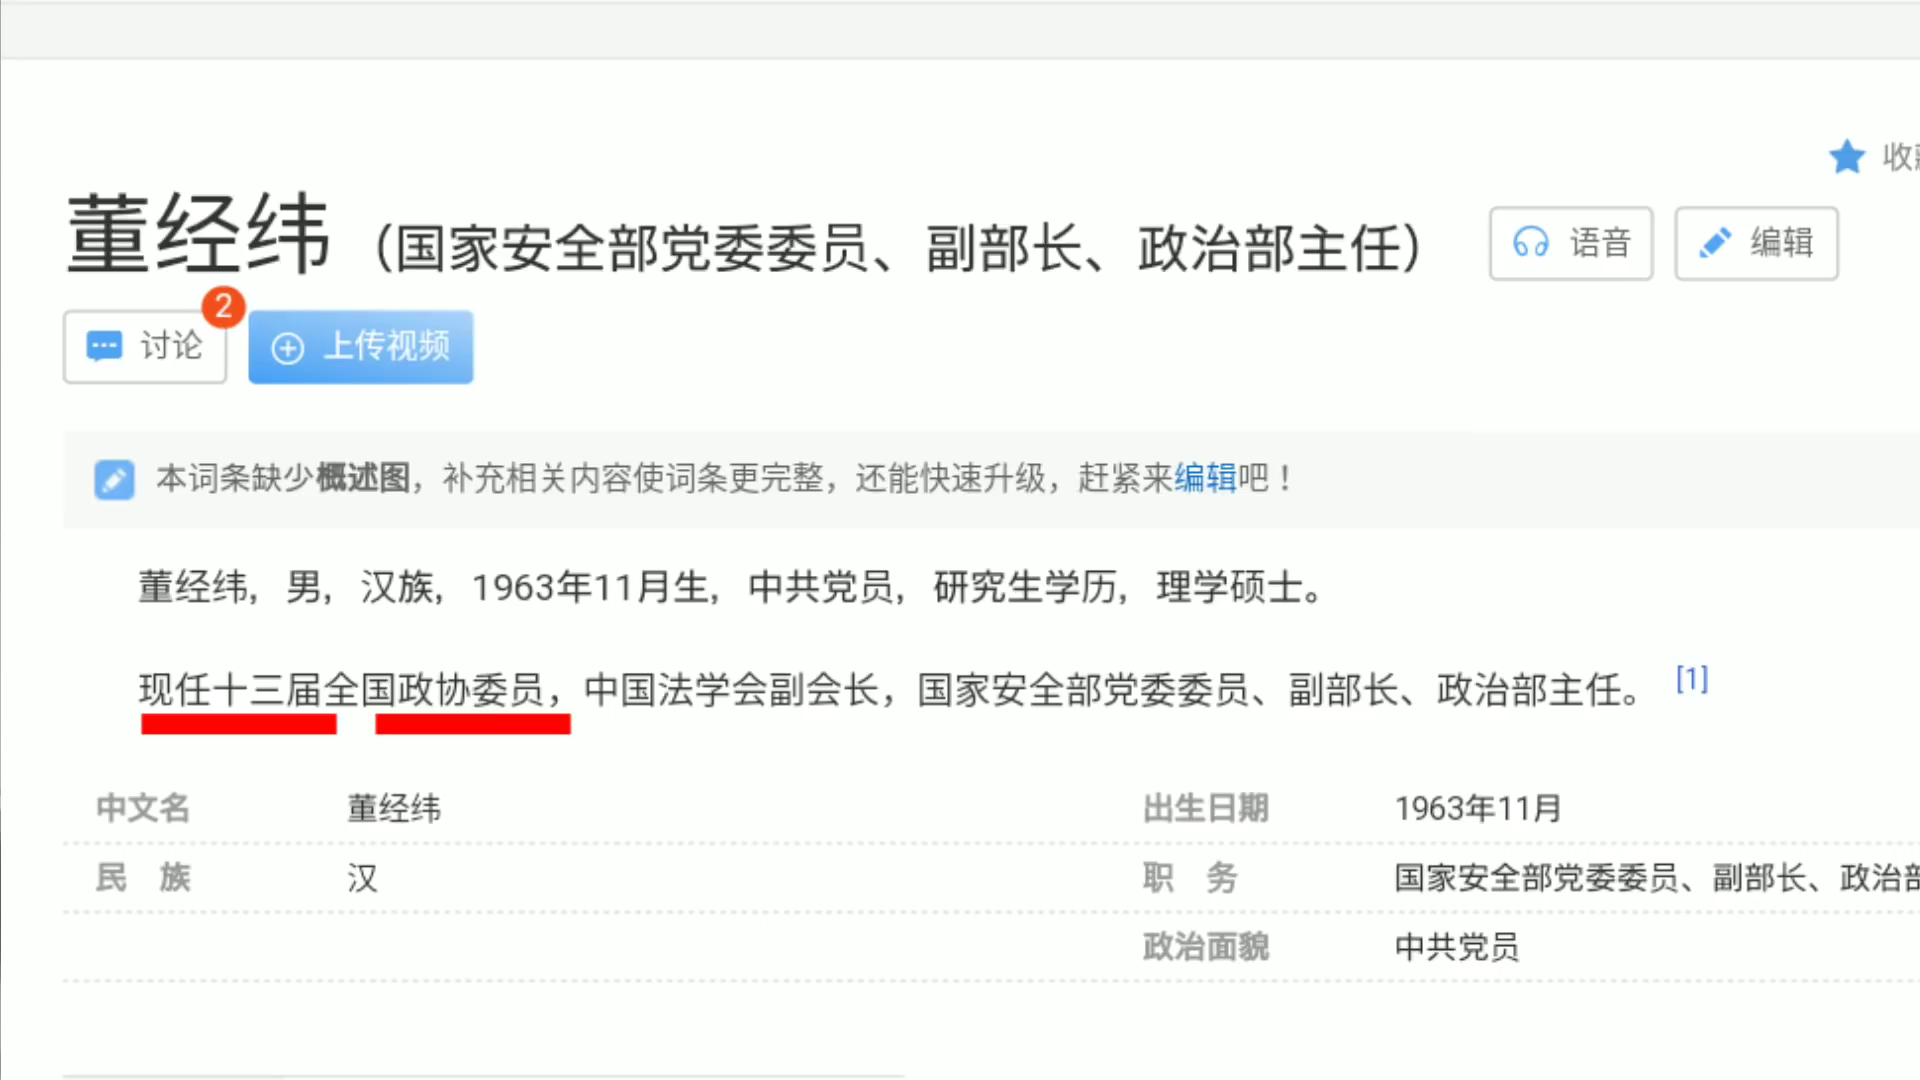 收
董经纬（国家安全部党委委员、副部长、政治部主任） 语音 编辑
讨论 2 上传视频
本词条缺少概述图，补充相关内容使词条更完整，还能快速升级，赶紧来编辑吧！
董经纬，男，汉族，1963年11月生，中共党员，研究生学历，理学硕士。
现任十三届全国政协委员，中国法学会副会长，国家安全部党委委员、副部长、政治部主任。 [1]
中文名 董经纬 出生日期 1963年11月
民 族 汉 职 务 国家安全部党委委员、副部长、政治部
政治面貌 中共党员